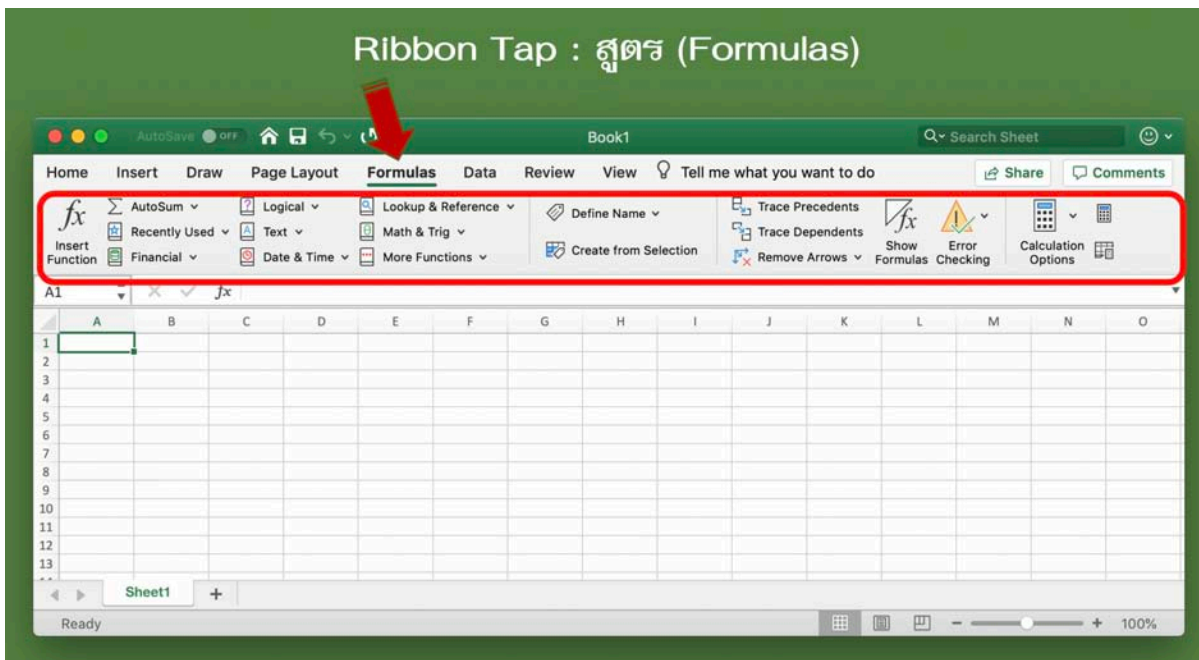 Ribbon Tap : สูตร (Formulas)
AutoSave OFF Book1 Search Sheet
Home Insert Draw Page Layout Formulas Data Review View Tell me what you want to do Share Comments
fx AutoSum Logical Lookup & Reference Define Name Trace Precedents fx
Recently Used A Text Math & Trig Trace Dependents
Insert Function Financial Date & Time More Functions Create from Selection Remove Arrows Show Formulas Error Checking Calculation Options
A1 fx
A B C D E F G H I J K L M N O
1
2
3
4
5
6
7
8
9
10
11
12
13
Sheet1 +
Ready - + 100%